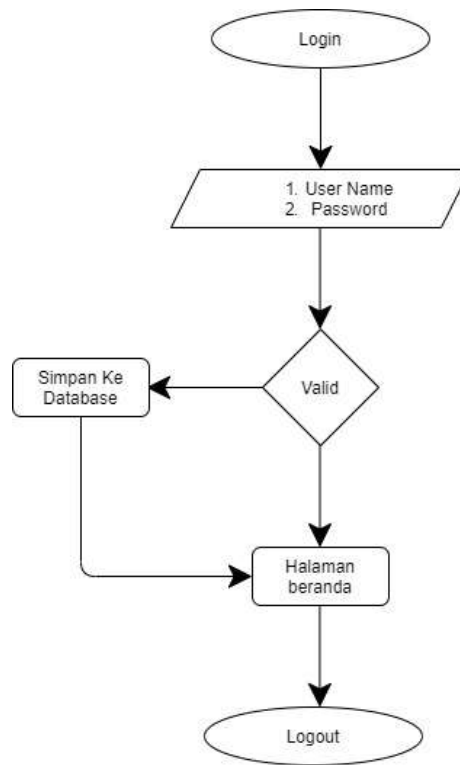 Login
1. User Name
2. Password
Valid
Simpan Ke
Database
Halaman
beranda
Logout